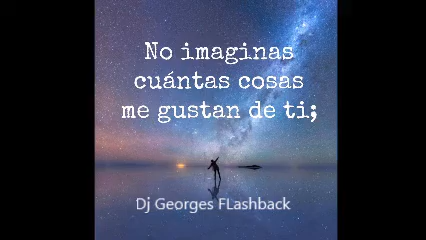 No imaginas
cuántas cosas
me gustan de ti;
Dj Georges FLashback